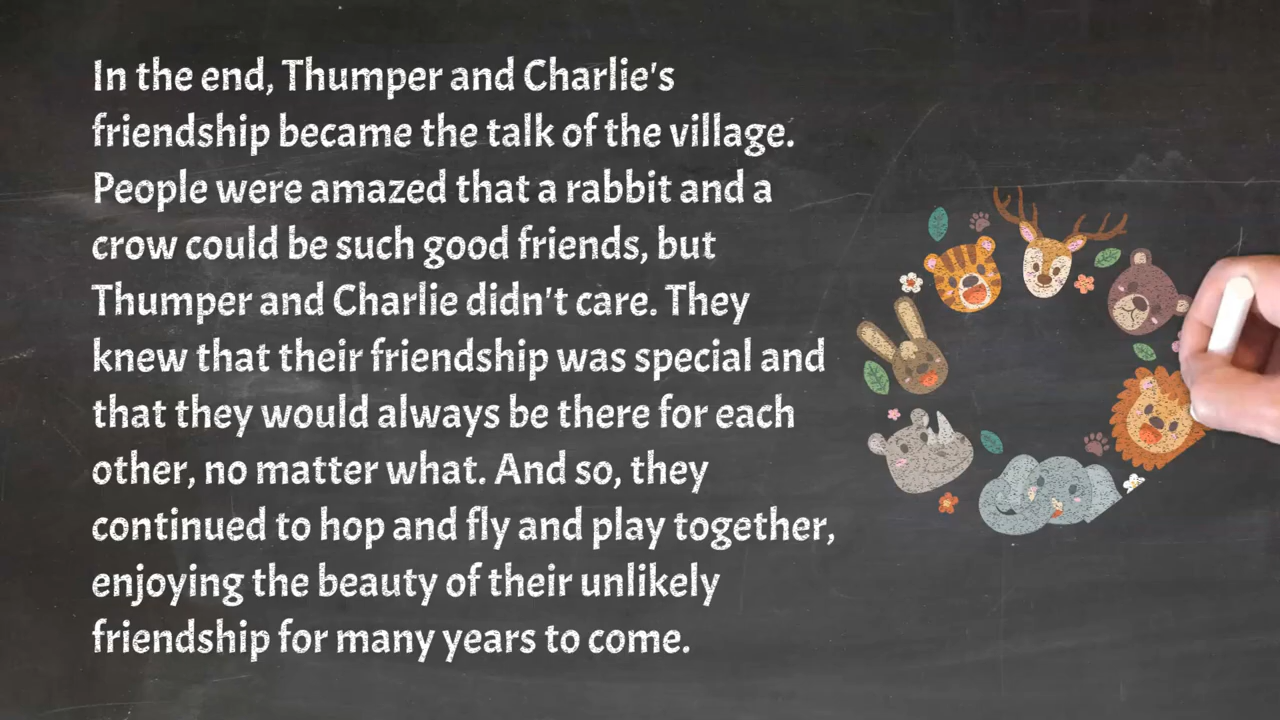 In the end, Thumper and Charlie's
friendship became the talk of the village.
People were amazed that a rabbit and a
crow could be such good friends, but
Thumper and Charlie didn't care. They
knew that their friendship was special and
that they would always be there for each
other, no matter what. And so, they
continued to hop and fly and play together,
enjoying the beauty of their unlikely
friendship for many years to come.